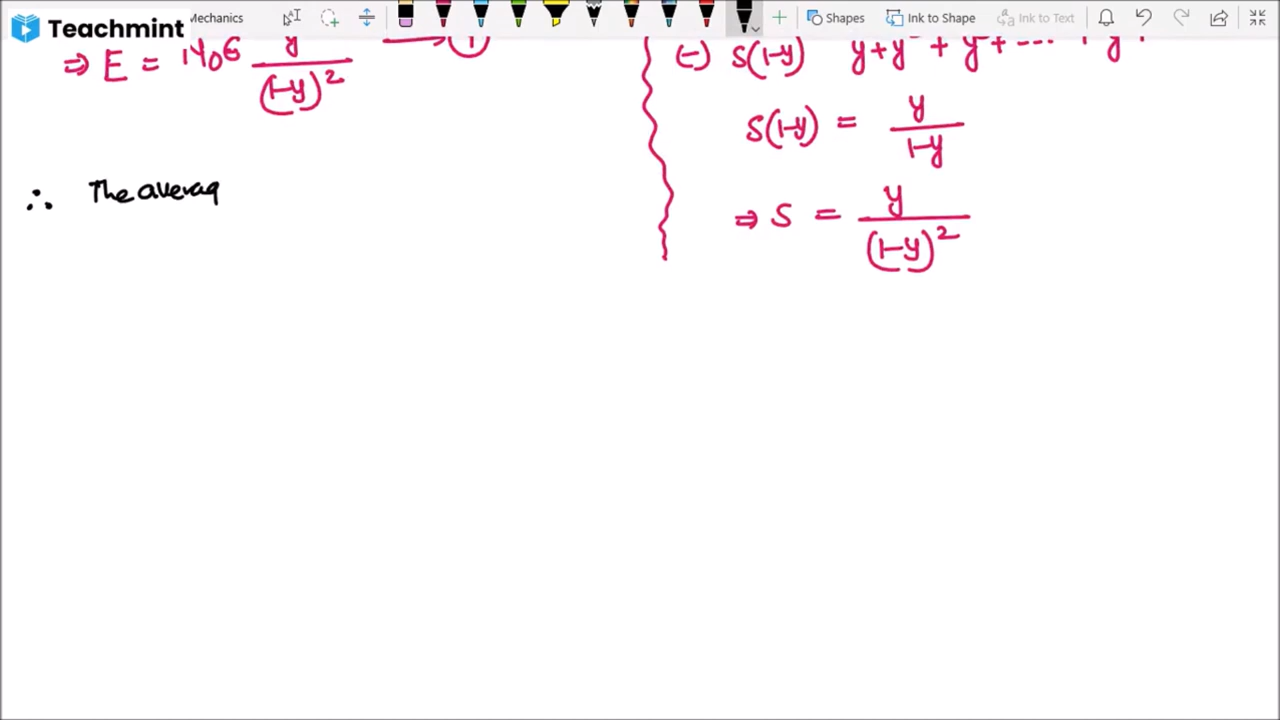 Teachmint
Mechanics
Shapes
Ink to Shape
Ink to Text
⇒ E = N₀ϵ y/(1-y)² → ①
∴ The averag
(-) S(1-y) y+y + y+ ---- + y
S(1-y) = y/(1-y)
⇒ S = y/(1-y)²